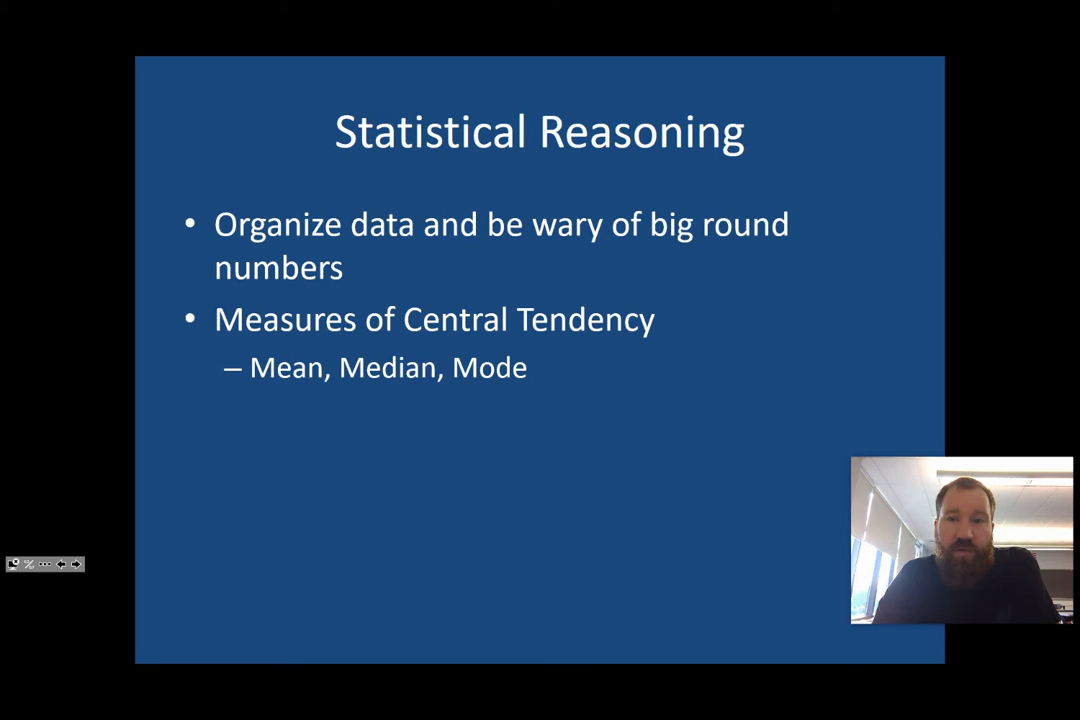 Statistical Reasoning
• Organize data and be wary of big round
numbers
• Measures of Central Tendency
– Mean, Median, Mode